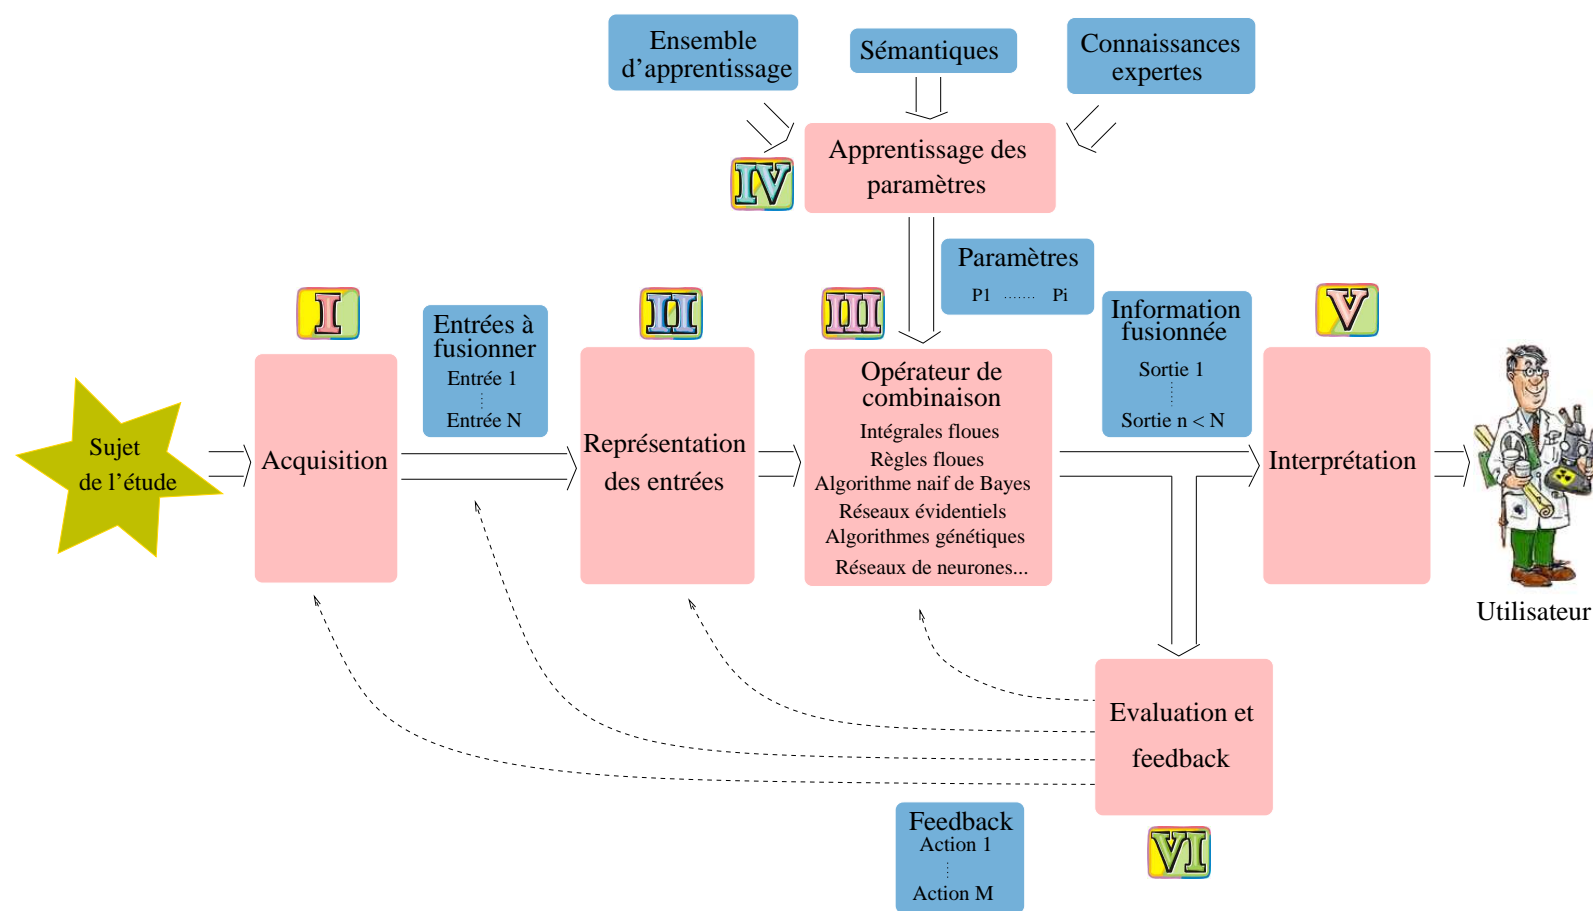 Ensemble
d'apprentissage
Sémantiques
Connaissances
expertes
Apprentissage des
paramètres
IV
Paramètres
P1 ....... Pi
I
II
III
V
Entrées à
fusionner
Entrée 1
Entrée N
Information
fusionnée
Sortie 1
Sortie n < N
Sujet
de l'étude
Acquisition
Représentation
des entrées
Opérateur de
combinaison
Intégrales floues
Règles floues
Algorithme naif de Bayes
Réseaux évidentiels
Algorithmes génétiques
Réseaux de neurones...
Interprétation
Utilisateur
Evaluation et
feedback
VI
Feedback
Action 1
Action M